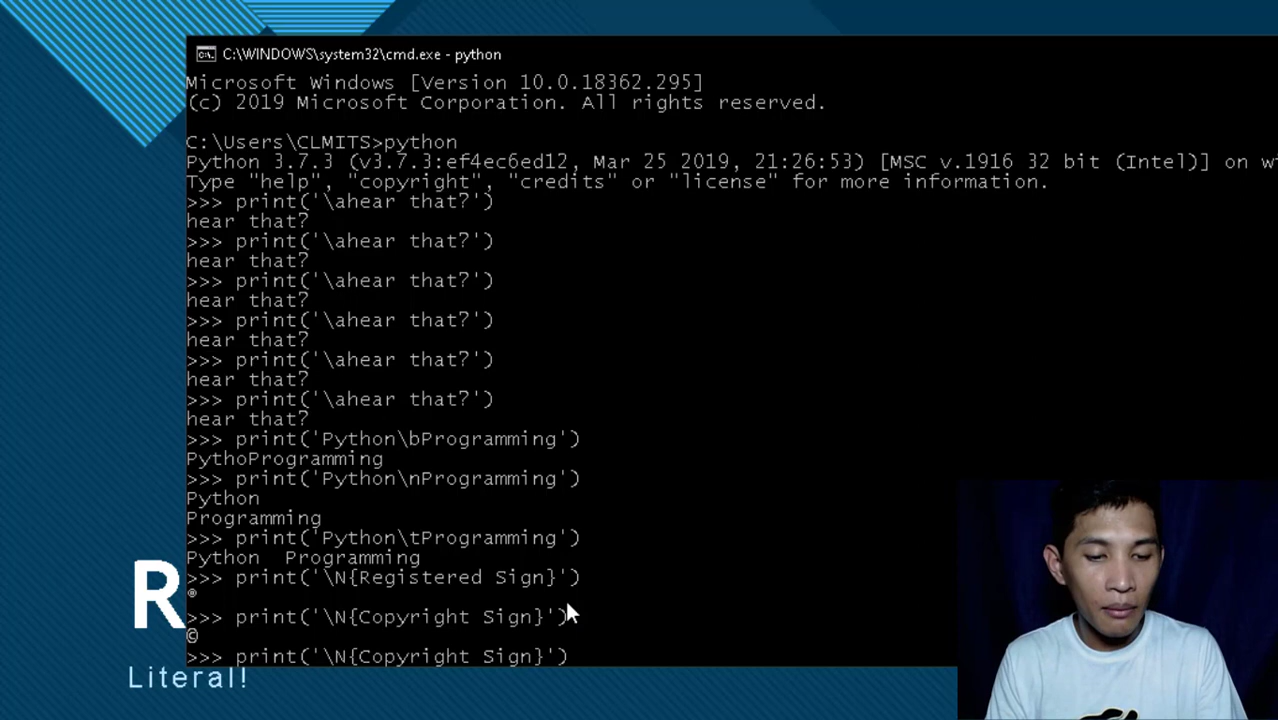 C:\WINDOWS\system32\cmd.exe - python
Microsoft Windows [Version 10.0.18362.295]
(c) 2019 Microsoft Corporation. All rights reserved.
C:\Users\CLMITS>python
Python 3.7.3 (v3.7.3:ef4ec6ed12, Mar 25 2019, 21:26:53) [MSC v.1916 32 bit (Intel)] on
Type "help", "copyright", "credits" or "license" for more information.
>>> print('\ahear that?')
hear that?
>>> print('\ahear that?')
hear that?
>>> print('\ahear that?')
hear that?
>>> print('\ahear that?')
hear that?
>>> print('\ahear that?')
hear that?
>>> print('\ahear that?')
hear that?
>>> print('Python\bProgramming')
PythoProgramming
>>> print('Python\nProgramming')
Python
Programming
>>> print('Python\tProgramming')
Python  Programming
>>> print('\N{Registered Sign}')
®
>>> print('\N{Copyright Sign}')
©
>>> print('\N{Copyright Sign}')
R
Literal!